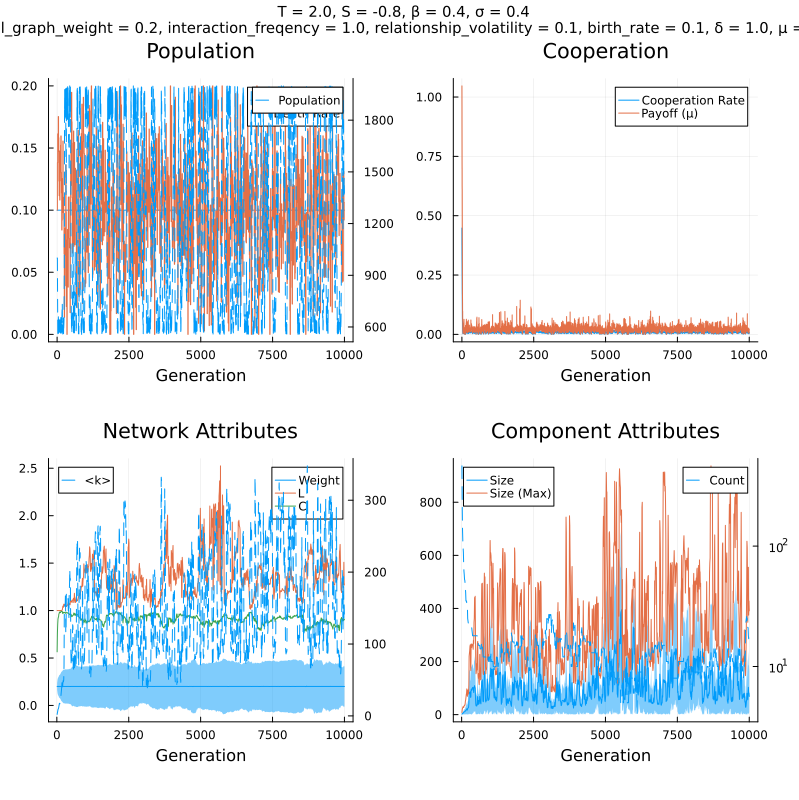 T = 2.0, S = -0.8, β = 0.4, σ = 0.4
l_graph_weight = 0.2, interaction_freqency = 1.0, relationship_volatility = 0.1, birth_rate = 0.1, δ = 1.0, μ =
Population
Cooperation
Population
Cooperation Rate
Payoff (μ)
0.20
0.15
0.10
0.05
0.00
1800
1500
1200
900
600
1.00
0.75
0.50
0.25
0.00
0 2500 5000 7500 10000
0 2500 5000 7500 10000
Generation
Generation
Network Attributes
Component Attributes
<k>
Weight
L
C
Size
Size (Max)
Count
2.5
2.0
1.5
1.0
0.5
0.0
300
200
100
0
800
600
400
200
0
10²
10¹
0 2500 5000 7500 10000
0 2500 5000 7500 10000
Generation
Generation